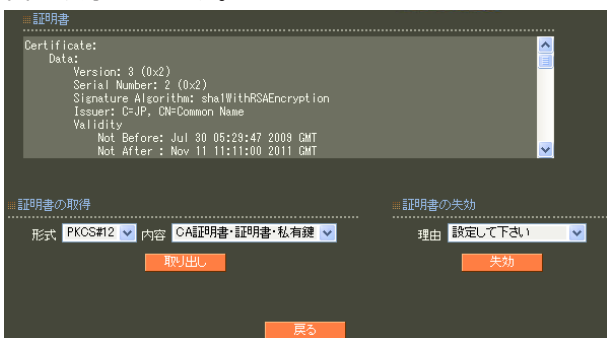 証明書
Certificate:
Data:
Version: 3 (0x2)
Serial Number: 2 (0x2)
Signature Algorithm: sha1WithRSAEncryption
Issuer: C=JP, CN=Common Name
Validity
Not Before: Jul 30 05:29:47 2009 GMT
Not After : Nov 11 11:11:00 2011 GMT
証明書の取得
形式 PKCS#12 内容 CA証明書・証明書・私有鍵
取り出し
証明書の失効
理由 設定して下さい
失効
戻る